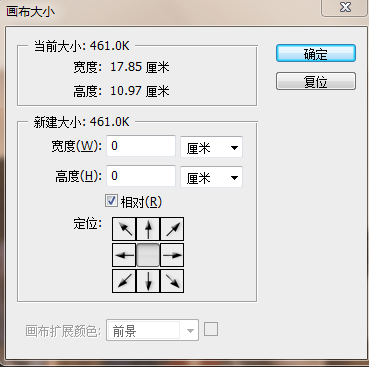 画布大小
当前大小: 461.0K
宽度: 17.85 厘米
高度: 10.97 厘米
确定
复位
新建大小: 461.0K
宽度(W): 0 厘米
高度(H): 0 厘米
相对(R)
定位:
画布扩展颜色: 前景